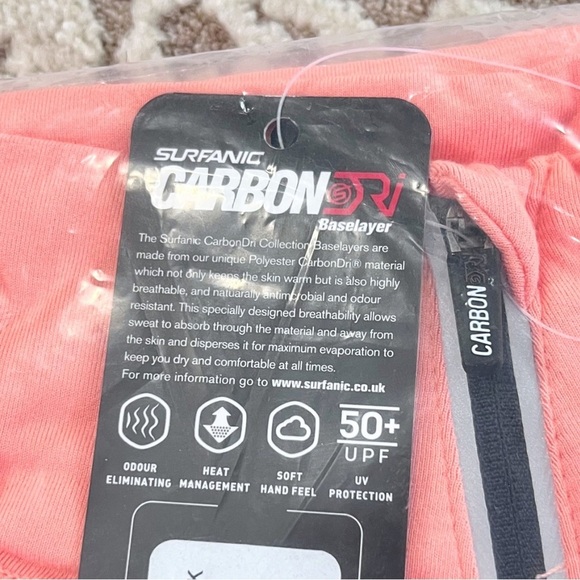 SURFANIC
CARBONDRi
Baselayer
The Surfanic CarbonDri Collection Baselayers are
made from our unique Polyester CarbonDri® material
which not only keeps the skin warm but is also highly
breathable, and naturally antimicrobial and odour
resistant. This specially designed breathability allows
sweat to absorb through the material and away from
the skin and disperses it for maximum evaporation to
keep you dry and comfortable at all times.
For more information go to www.surfanic.co.uk
ODOUR
ELIMINATING
HEAT
MANAGEMENT
SOFT
HAND FEEL
50+
UPF
UV
PROTECTION
CARBONDRi